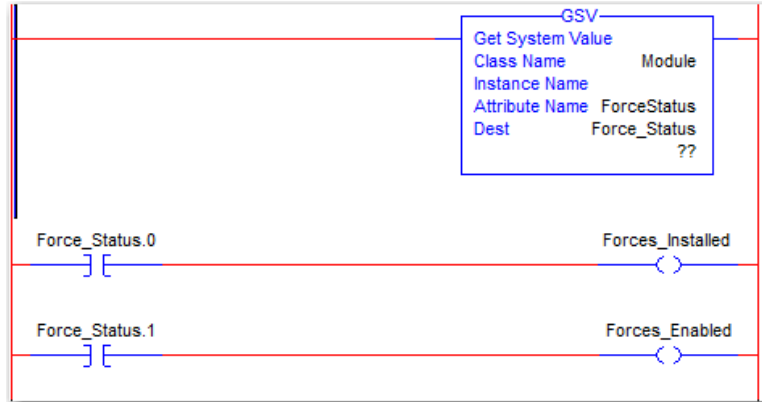 GSV
Get System Value
Class Name Module
Instance Name
Attribute Name ForceStatus
Dest Force_Status
??
Force_Status.0 Forces_Installed
Force_Status.1 Forces_Enabled